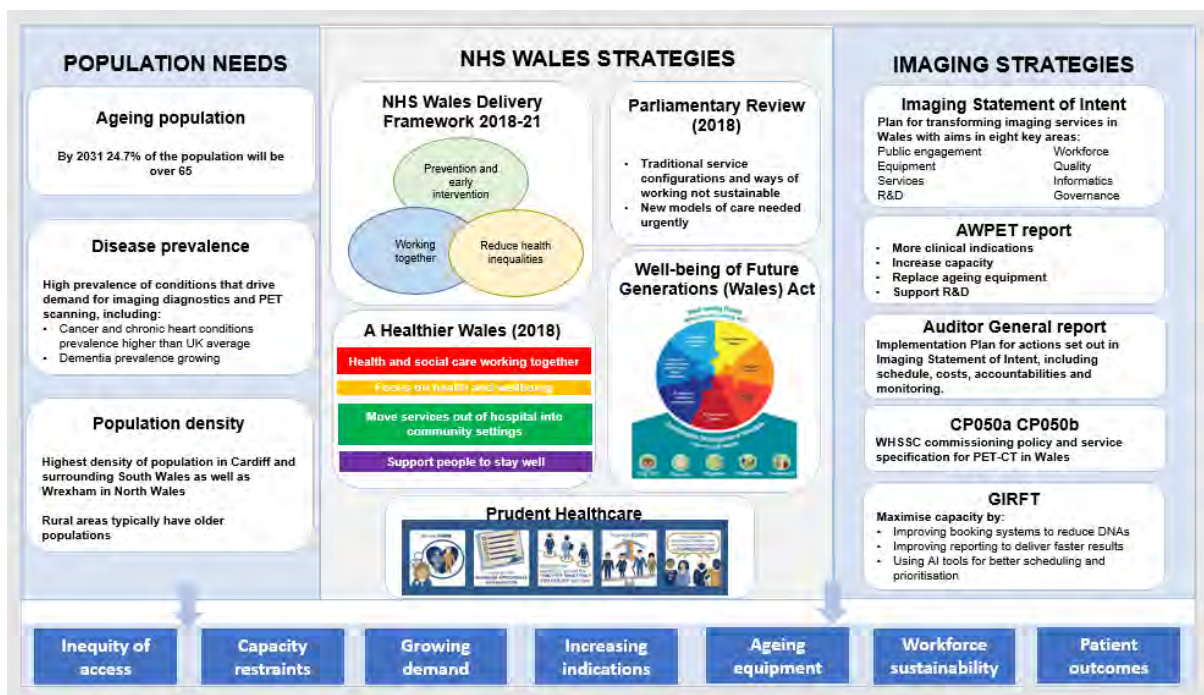 POPULATION NEEDS
Ageing population
By 2031 24.7% of the population will be
over 65
Disease prevalence
High prevalence of conditions that drive
demand for imaging diagnostics and PET
scanning, including:
• Cancer and chronic heart conditions
prevalence higher than UK average
• Dementia prevalence growing
Population density
Highest density of population in Cardiff and
surrounding South Wales as well as
Wrexham in North Wales
Rural areas typically have older
populations
NHS WALES STRATEGIES
NHS Wales Delivery
Framework 2018-21
Prevention and
early
intervention
Working
together
Reduce health
inequalities
A Healthier Wales (2018)
Health and social care working together
Focus on health and wellbeing
Move services out of hospital into
community settings
Support people to stay well
Parliamentary Review
(2018)
• Traditional service
configurations and ways of
working not sustainable
• New models of care needed
urgently
Well-being of Future
Generations (Wales) Act
Prudent Healthcare
IMAGING STRATEGIES
Imaging Statement of Intent
Plan for transforming imaging services in
Wales with aims in eight key areas:
Public engagement Workforce
Equipment Quality
Services Informatics
R&D Governance
AWPET report
• More clinical indications
• Increase capacity
• Replace ageing equipment
• Support R&D
Auditor General report
Implementation Plan for actions set out in
Imaging Statement of Intent, including
schedule, costs, accountabilities and
monitoring.
CP050a CP050b
WHSSC commissioning policy and service
specification for PET-CT in Wales
GIRFT
Maximise capacity by:
• Improving booking systems to reduce DNAs
• Improving reporting to deliver faster results
• Using AI tools for better scheduling and
prioritisation
Inequity of
access
Capacity
restraints
Growing
demand
Increasing
indications
Ageing
equipment
Workforce
sustainability
Patient
outcomes